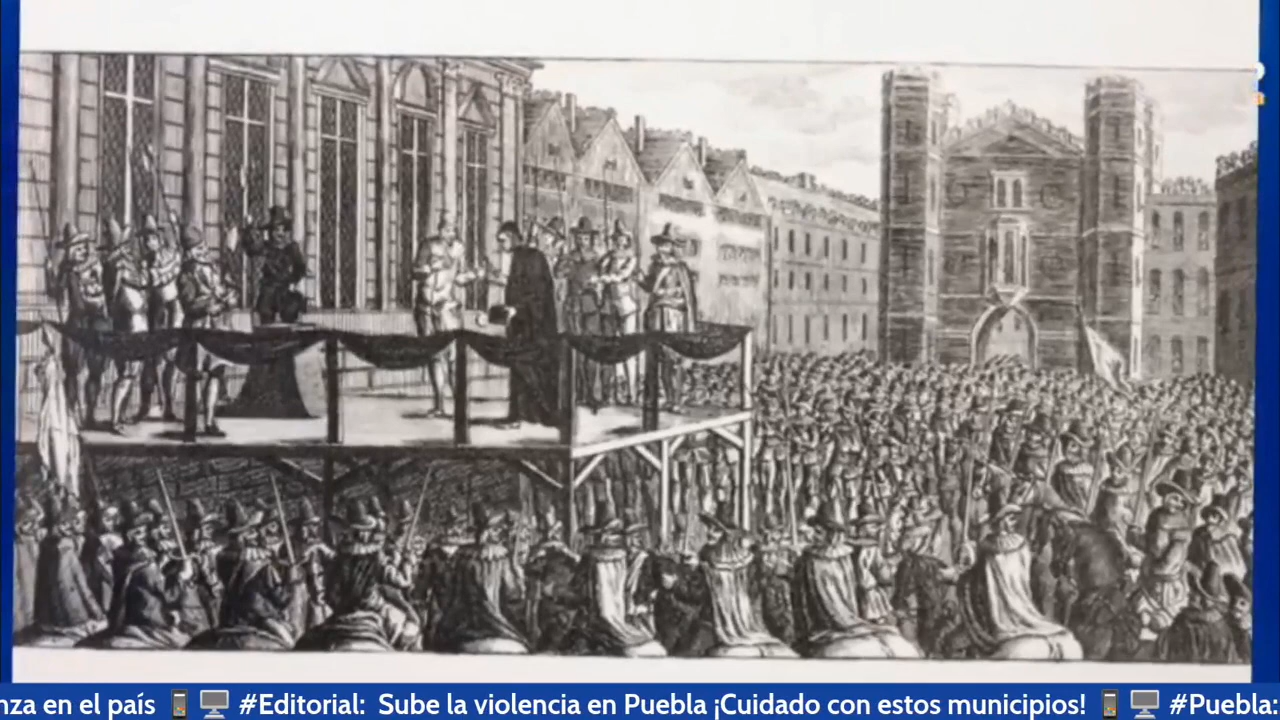 nza en el país 📱🖥️ #Editorial: Sube la violencia en Puebla ¡Cuidado con estos municipios! 📱🖥️ #Puebla: